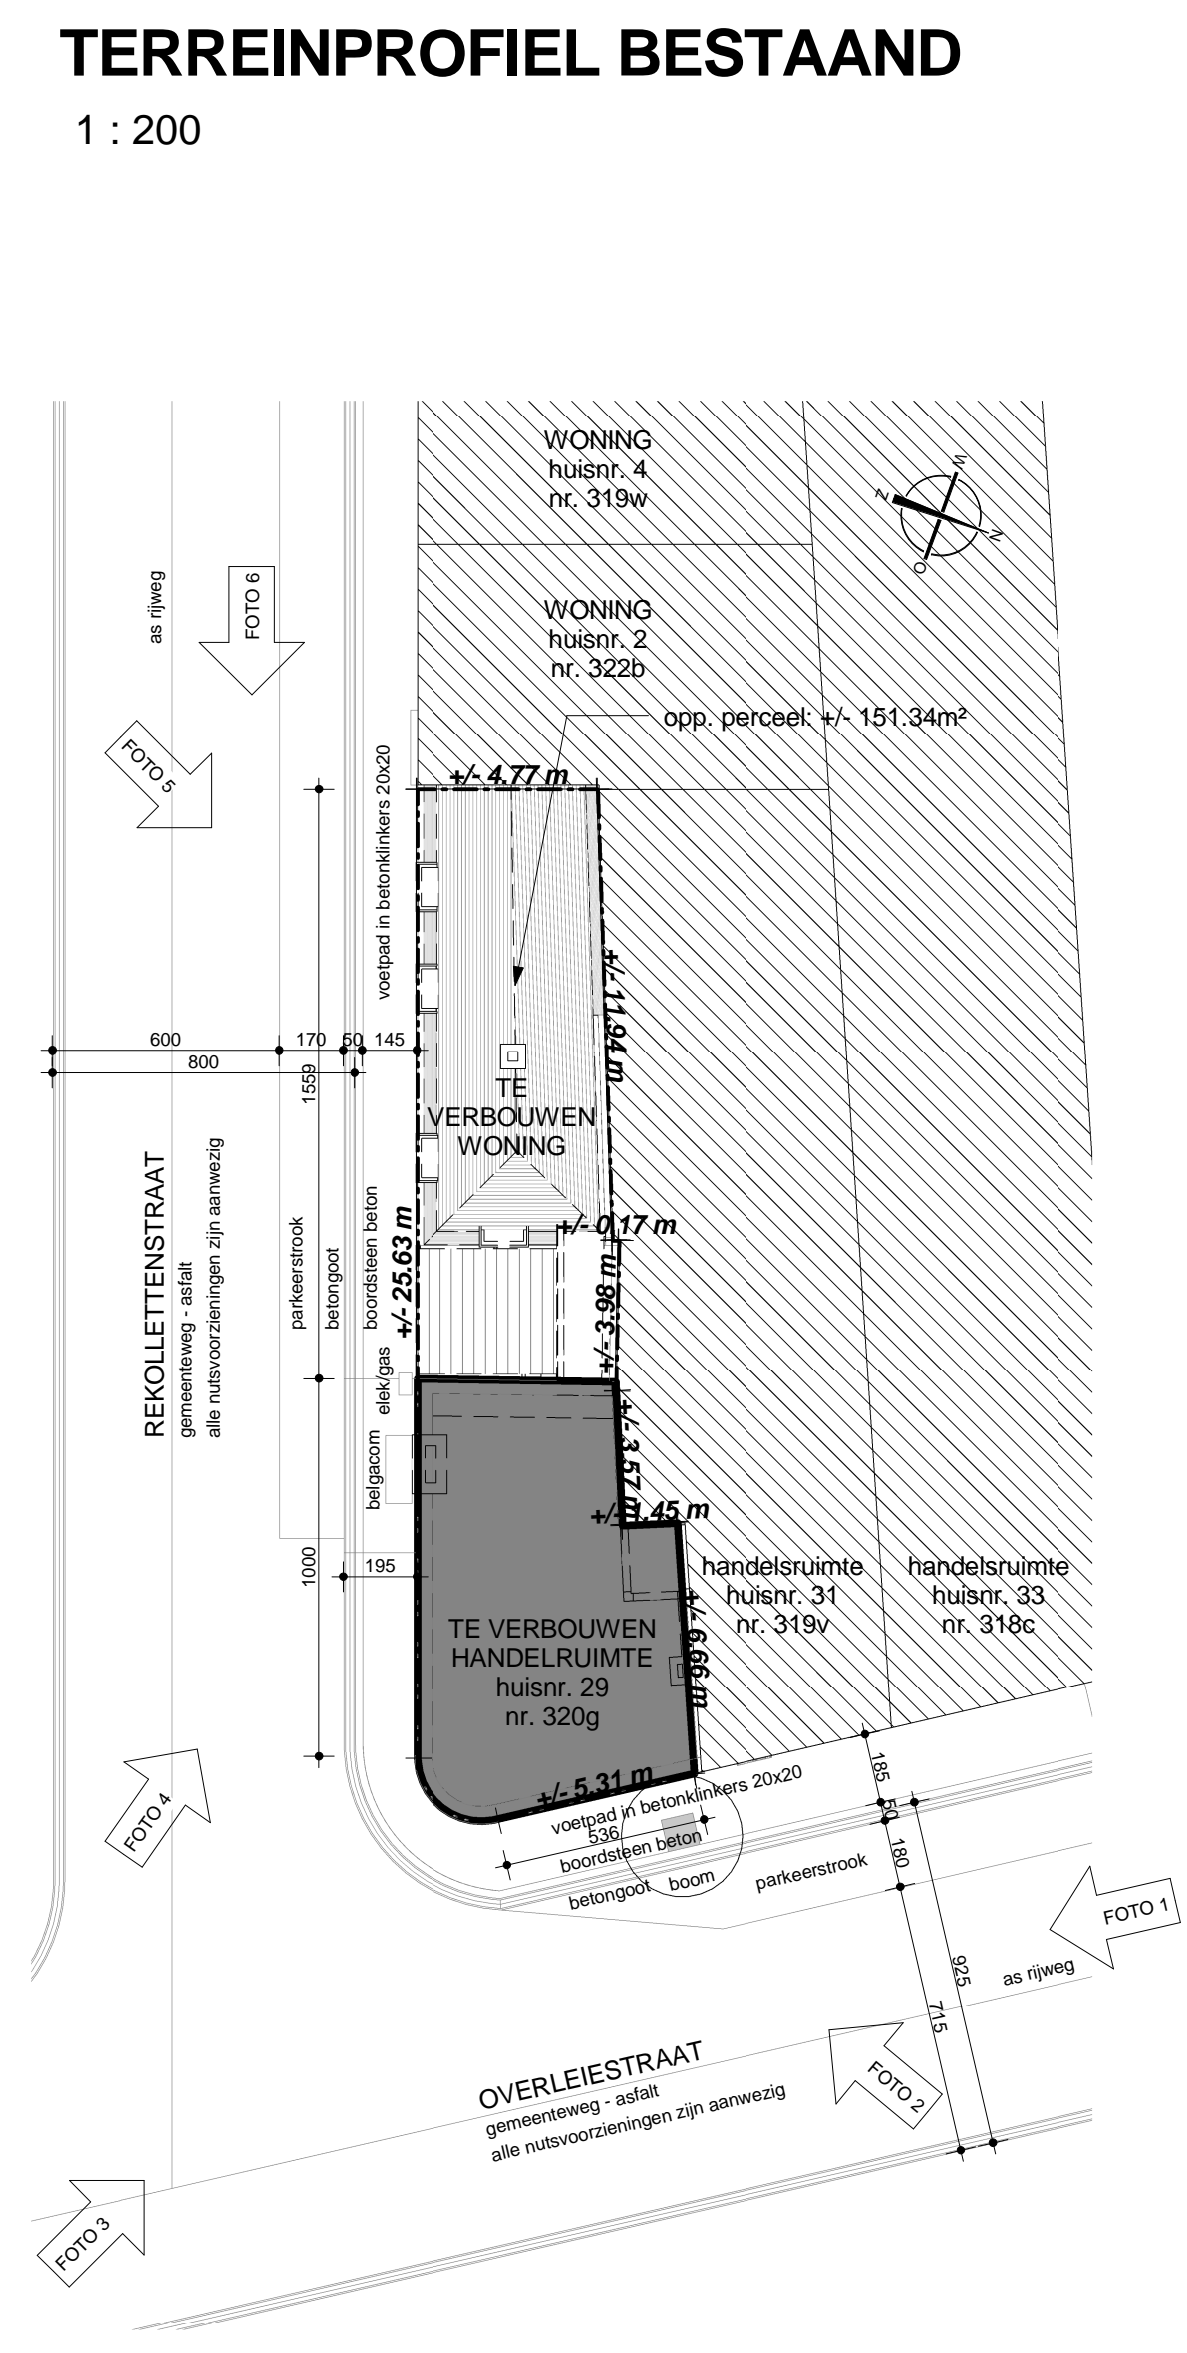 TERREINPROFIEL BESTAAND
1 : 200
WONING
huisnr. 4
nr. 319w
W
Z
N
O
as rijweg
FOTO 6
WONING
huisnr. 2
nr. 322b
opp. perceel: +/- 151.34m²
FOTO 5
voetpad in betonklinkers 20x20
+/- 4.77 m
+/- 11.94 m
600
170
50
145
800
1559
TE
VERBOUWEN
WONING
REKOLLETTENSTRAAT
gemeenteweg - asfalt
alle nutsvoorzieningen zijn aanwezig
parkeerstrook
betongoot
boordsteen beton
+/- 25.63 m
+/- 0.17 m
+/- 3.98 m
elek/gas
belgacom
+/- 3.57 m
+/- 1.45 m
1000
195
handelsruimte
huisnr. 31
nr. 319v
handelsruimte
huisnr. 33
nr. 318c
+/- 6.66 m
TE VERBOUWEN
HANDELRUIMTE
huisnr. 29
nr. 320g
+/- 5.31 m
voetpad in betonklinkers 20x20
536
boordsteen beton
betongoot
boom
parkeerstrook
185
50
180
FOTO 4
FOTO 1
925
715
as rijweg
OVERLEIESTRAAT
gemeenteweg - asfalt
alle nutsvoorzieningen zijn aanwezig
FOTO 2
FOTO 3